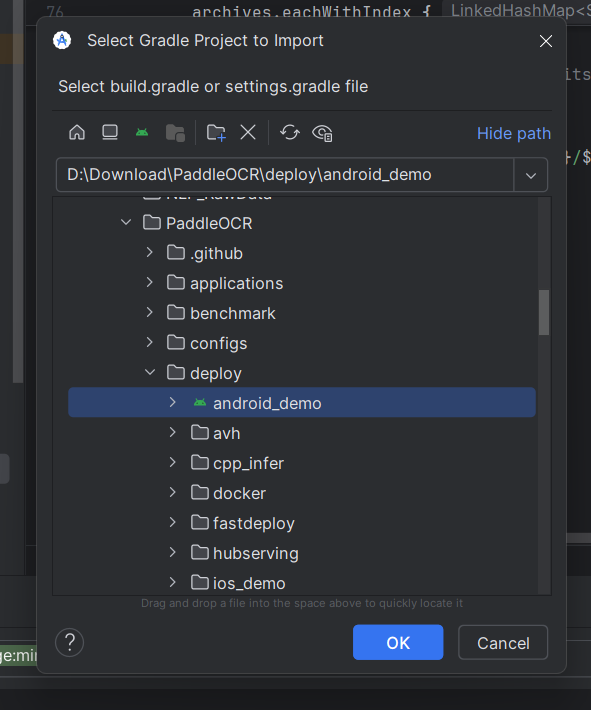 76 archives.eachWithIndex { LinkedHashMap<S
Select Gradle Project to Import
its
Select build.gradle or settings.gradle file
Hide path
}/$
D:\Download\PaddleOCR\deploy\android_demo
NLP_RawData
PaddleOCR
.github
applications
benchmark
configs
deploy
android_demo
avh
cpp_infer
docker
fastdeploy
hubserving
ios_demo
Drag and drop a file into the space above to quickly locate it
? OK Cancel
ge:min